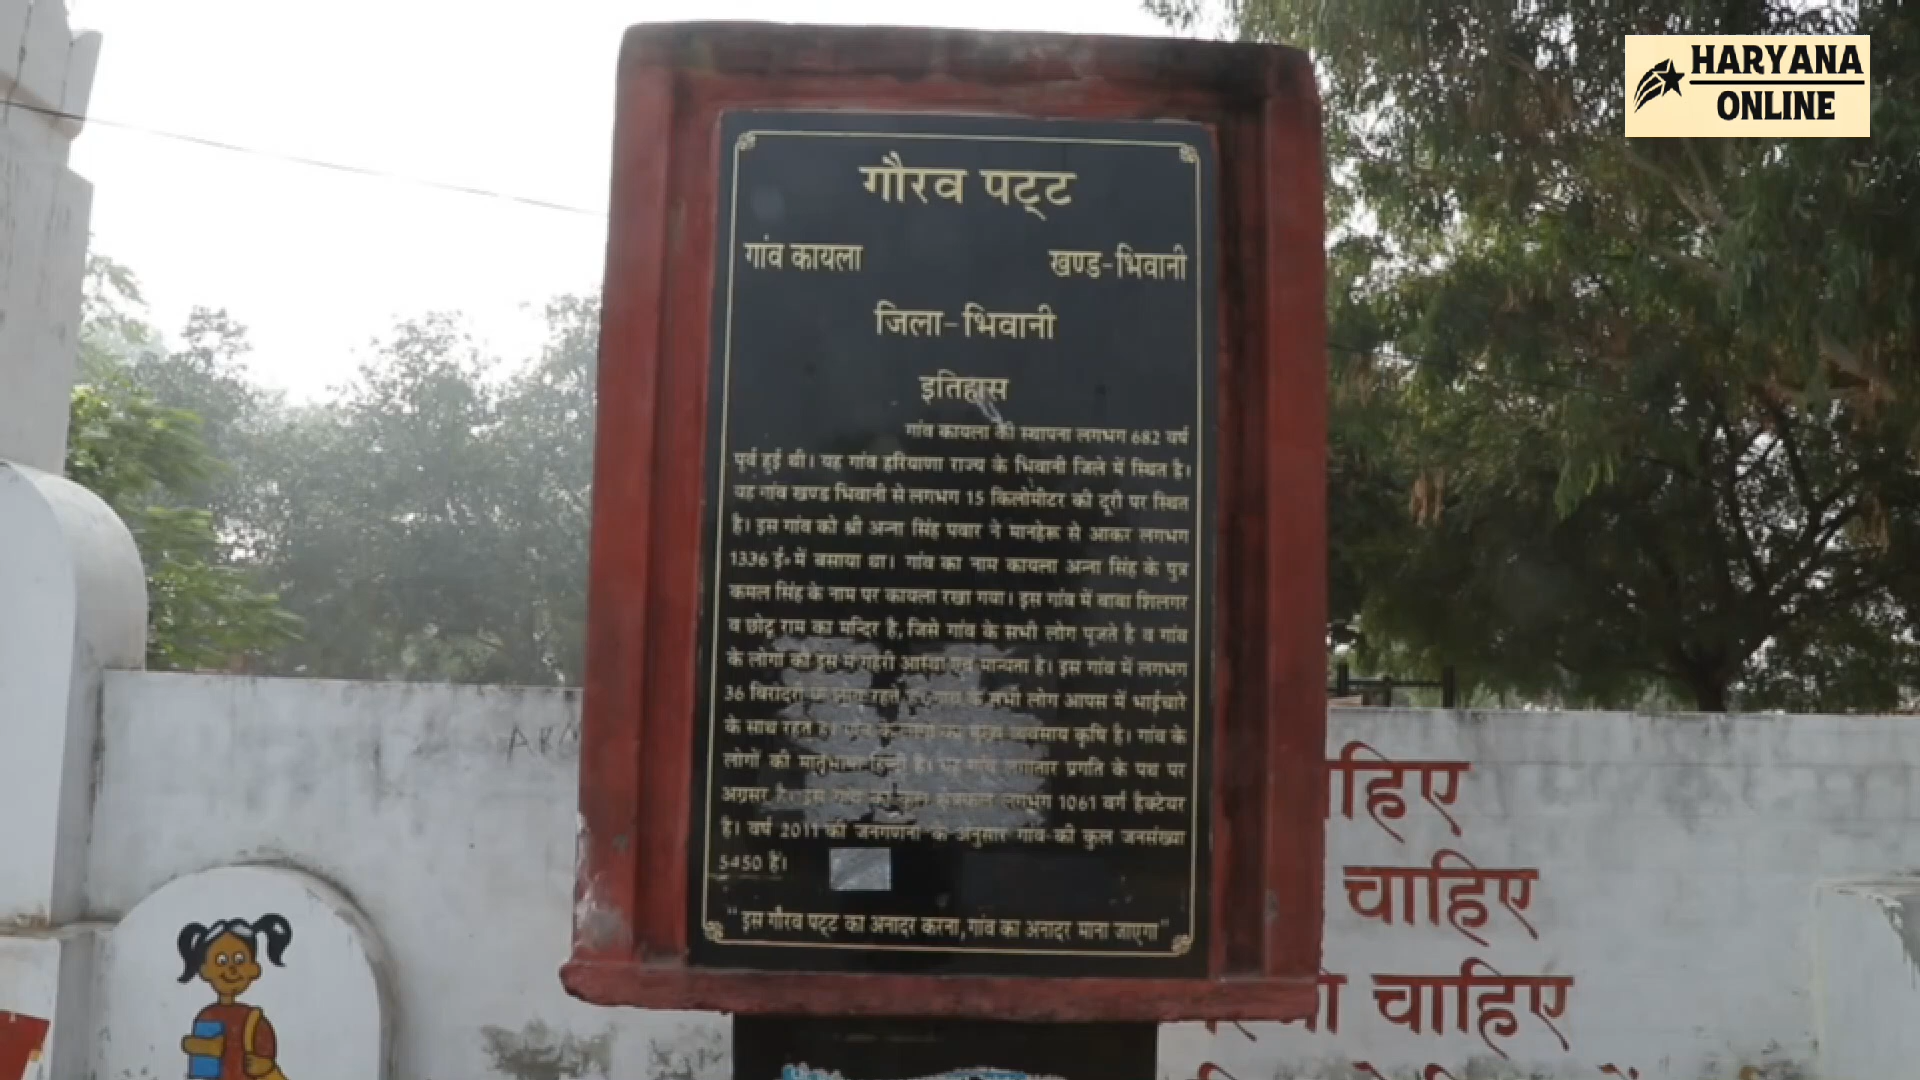 HARYANA
ONLINE
गौरव पट्ट
गांव कायला खण्ड-भिवानी
जिला-भिवानी
इतिहास
गांव कायला की स्थापना लगभग 682 वर्ष
पूर्व हुई थी। यह गांव हरियाणा राज्य के भिवानी जिले में स्थित है।
यह गांव खण्ड भिवानी से लगभग 15 किलोमीटर की दूरी पर स्थित
है। इस गांव को श्री अन्ना सिंह पवार ने मानहेरू से आकर लगभग
1336 ई॰ में बसाया था। गांव का नाम कायला अन्ना सिंह के पुत्र
कमल सिंह के नाम पर कायला रखा गया। इस गांव में बाबा शिलगर
व छोटू राम का मन्दिर है, जिसे गांव के सभी लोग पूजते है व गांव
के लोगों की इस में गहरी आस्था एवं मान्यता है। इस गांव में लगभग
36 बिरादरी के रहते सभी लोग आपस में भाईचारे
के साथ रहते है। व्यवसाय कृषि है। गांव के
लोगों की मातृभाषा हिन्दी है। यह गांव लगातार प्रगति के पथ पर
अग्रसर है। इस गांव का कुल क्षेत्रफल लगभग 1061 वर्ग हैक्टेयर
है। वर्ष 2011 की जनगणना के अनुसार गांव की कुल जनसंख्या
5450 है।
"इस गौरव पट्ट का अनादर करना, गांव का अनादर माना जाएगा"
चाहिए
चाहिए